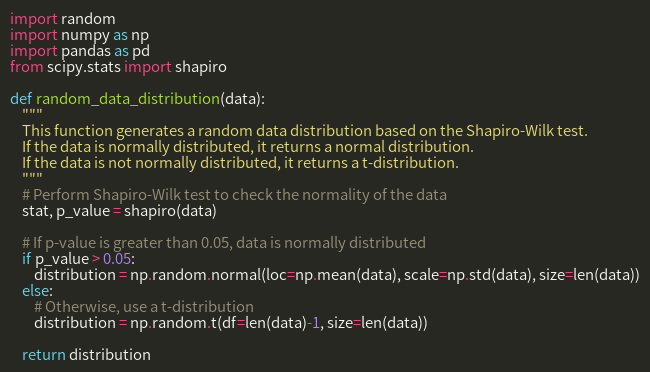 import random
import numpy as np
import pandas as pd
from scipy.stats import shapiro

def random_data_distribution(data):
    """
    This function generates a random data distribution based on the Shapiro-Wilk test.
    If the data is normally distributed, it returns a normal distribution.
    If the data is not normally distributed, it returns a t-distribution.
    """
    # Perform Shapiro-Wilk test to check the normality of the data
    stat, p_value = shapiro(data)

    # If p-value is greater than 0.05, data is normally distributed
    if p_value > 0.05:
        distribution = np.random.normal(loc=np.mean(data), scale=np.std(data), size=len(data))
    else:
        # Otherwise, use a t-distribution
        distribution = np.random.t(df=len(data)-1, size=len(data))

    return distribution